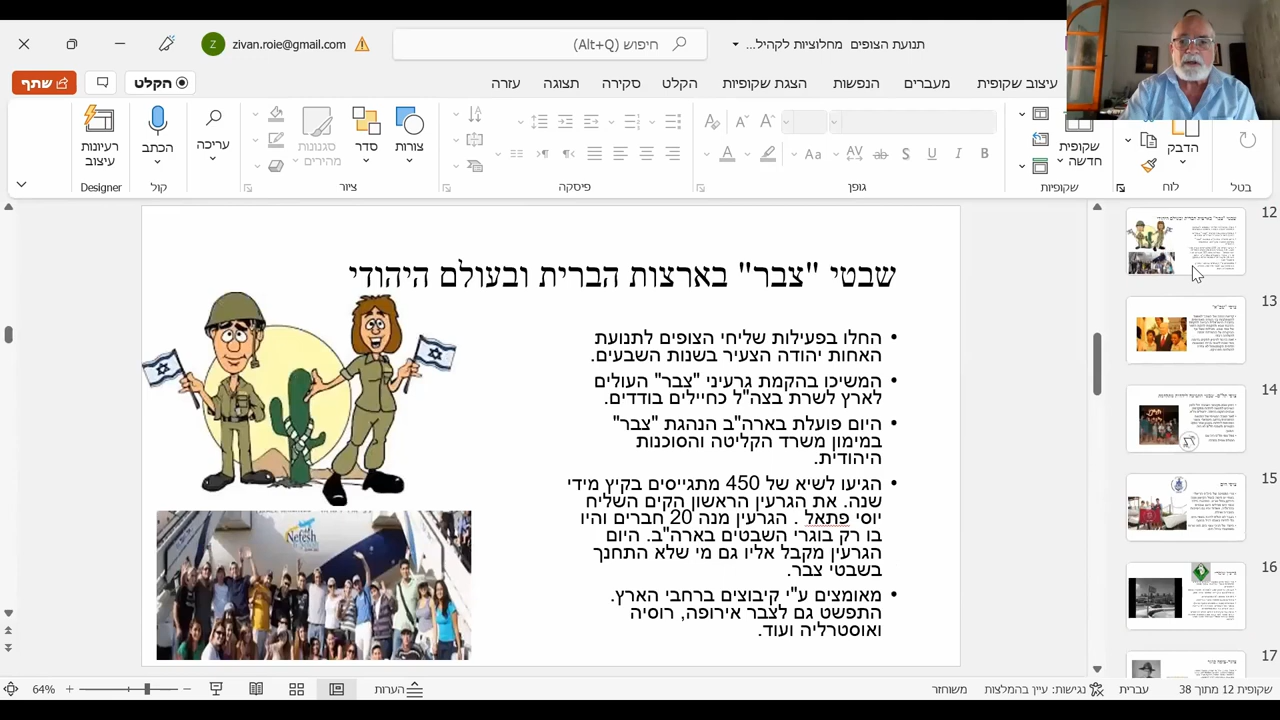 תנועת הצופים מחלוציות לקהיל...
חיפוש (Alt+Q)
zivan.roie@gmail.com
Z
עיצוב שקופית
מעברים
הנפשות
הצגת שקופיות
הקלט
סקירה
תצוגה
עזרה
הקלט
שתף
הדבק
שקופית
חדשה
צורות
סדר
סגנונות
מהירים
עריכה
הכתב
רעיונות
עיצוב
בטל
לוח
שקופיות
גופן
פיסקה
ציור
קול
Designer
שבטי "צבר" בארצות הברית ובעולם היהודי
• החלו בפעילות שליחי הצופים לתנועת
האחות יהודה הצעיר בשנות השבעים.
• המשיכו בהקמת גרעיני "צבר" העולים
לארץ לשרת בצה"ל כחיילים בודדים.
• היום פועלת בארה"ב הנהגת "צבר"
במימון משרד הקליטה והסוכנות
היהודית.
• הגיעו לשיא של 450 מתגייסים בקיץ מידי
שנה. את הגרעין הראשון הקים השליח
יוסי פתאל . הגרעין מנה 20 חברים והיו
בו רק בוגרי השבטים בארה"ב. היום
הגרעין מקבל אליו גם מי שלא התחנך
בשבטי צבר.
• מאומצים ע"י קיבוצים ברחבי הארץ.
התפשט גם לצבר אירופה, רוסיה
ואוסטרליה ועוד.
Nefesh
12
שבטי "צבר" בארצות הברית ובעולם היהודי
13
14
15
16
17
שקופית 12 מתוך 38
עברית
נגישות: עיין בהמלצות
משוחזר
הערות
64%